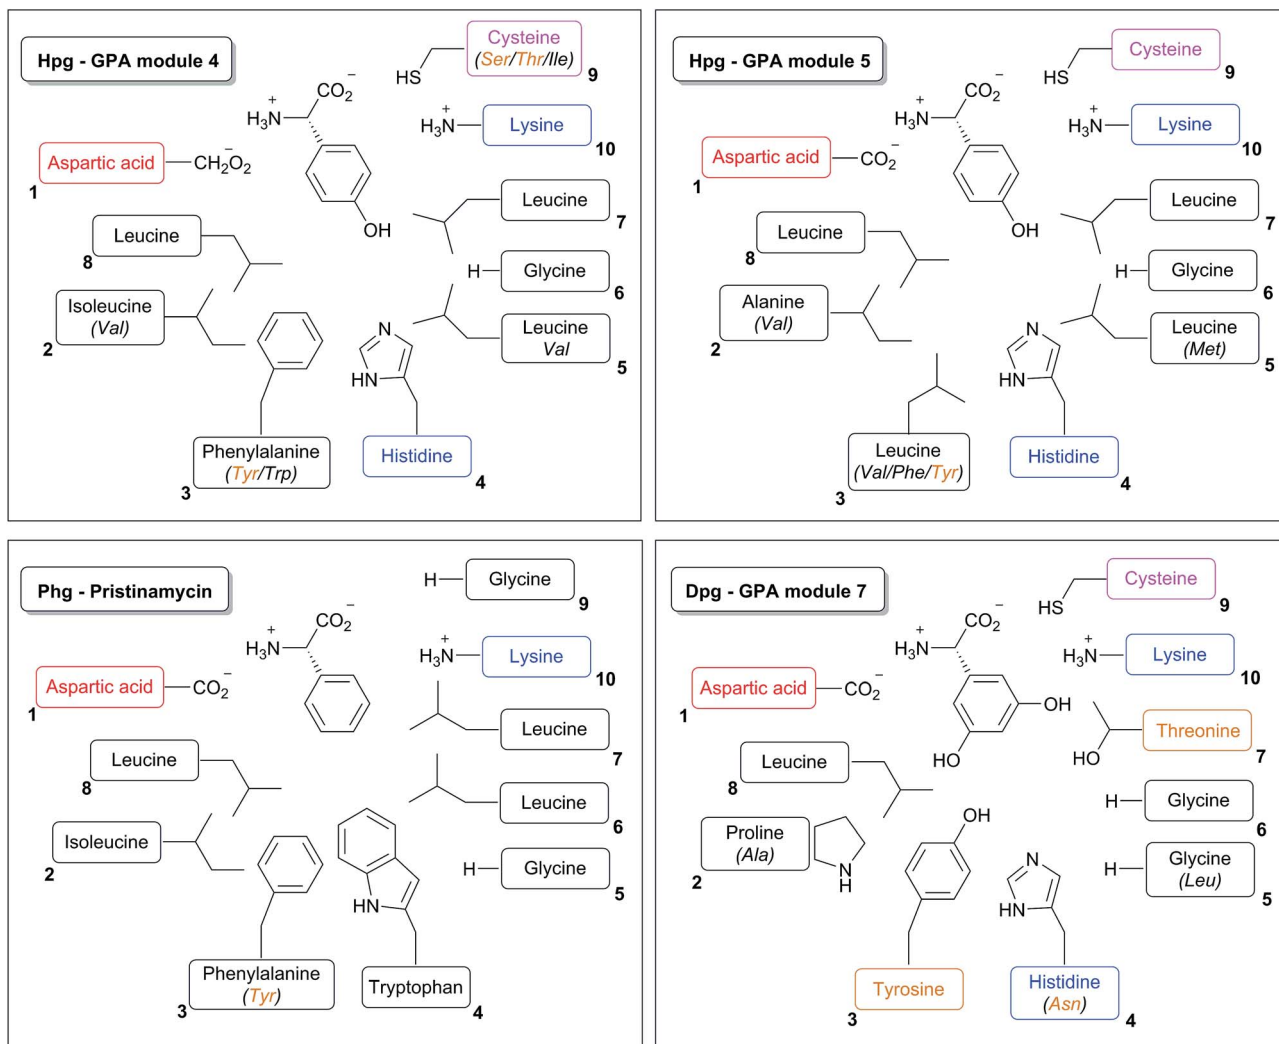 Hpg - GPA module 4
Cysteine
(Ser/Thr/Ile)
9
HS
CO2−
H3N+
H3N+
Lysine
10
Aspartic acid
CH2O2−
1
Leucine
7
OH
Leucine
8
H
Glycine
6
Isoleucine
(Val)
2
N
HN
Leucine
Val
5
Phenylalanine
(Tyr/Trp)
3
Histidine
4
Hpg - GPA module 5
Cysteine
9
HS
CO2−
H3N+
H3N+
Lysine
10
Aspartic acid
CO2−
1
Leucine
7
OH
Leucine
8
H
Glycine
6
Alanine
(Val)
2
N
HN
Leucine
(Met)
5
Leucine
(Val/Phe/Tyr)
3
Histidine
4
Phg - Pristinamycin
H
Glycine
9
CO2−
H3N+
H3N+
Lysine
10
Aspartic acid
CO2−
1
Leucine
7
Leucine
8
Leucine
6
Isoleucine
2
H
Glycine
5
HN
Phenylalanine
(Tyr)
3
Tryptophan
4
Dpg - GPA module 7
Cysteine
9
HS
CO2−
H3N+
H3N+
Lysine
10
Aspartic acid
CO2−
1
OH
HO
Threonine
7
HO
Leucine
8
H
Glycine
6
Proline
(Ala)
2
N
H
OH
N
HN
H
Glycine
(Leu)
5
Tyrosine
3
Histidine
(Asn)
4